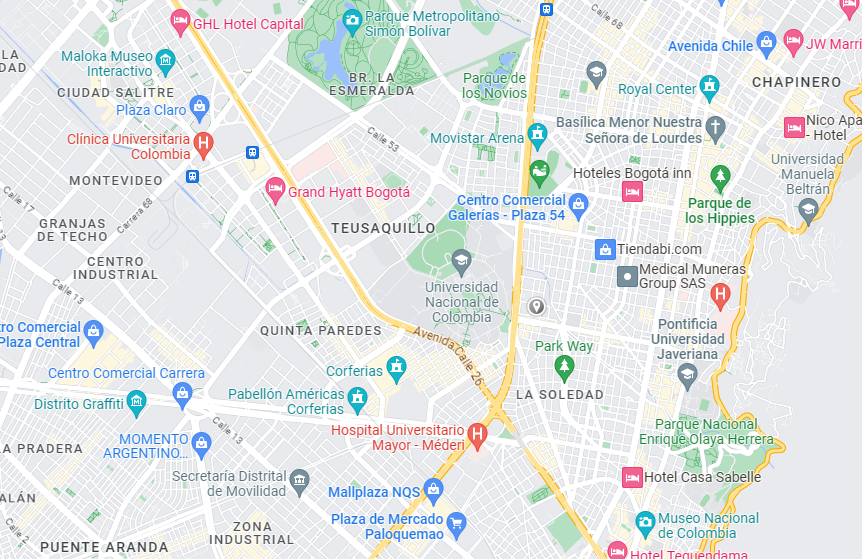 GHL Hotel Capital
Parque Metropolitano
Simón Bolívar
Calle 68
Avenida Chile
JW Marri
CHAPINERO
LA
DAD
Maloka Museo
Interactivo
BR. LA
ESMERALDA
Parque de
los Novios
Royal Center
CIUDAD SALITRE
Plaza Claro
Basílica Menor Nuestra
Señora de Lourdes
Nico Apa
- Hotel
Clínica Universitaria
Colombia
Calle 53
Movistar Arena
Universidad
Manuela
Beltrán
MONTEVIDEO
Hoteles Bogotá inn
Grand Hyatt Bogotá
Calle 17
Carrera 68
Centro Comercial
Galerías - Plaza 54
Parque de
los Hippies
GRANJAS
DE TECHO
TEUSAQUILLO
13
Tiendabi.com
CENTRO
INDUSTRIAL
Medical Muneras
Group SAS
Calle 13
Universidad
Nacional de
Colombia
tro Comercial
Plaza Central
QUINTA PAREDES
Avenida Calle 26
Pontificia
Universidad
Javeriana
Park Way
Centro Comercial Carrera
Corferias
LA SOLEDAD
Distrito Graffiti
Pabellón Américas
Corferias
Calle 13
Hospital Universitario
Mayor - Méderi
Parque Nacional
Enrique Olaya Herrera
MOMENTO
ARGENTINO...
LA PRADERA
Secretaría Distrital
de Movilidad
Hotel Casa Sabelle
ALÁN
Mallplaza NQS
Plaza de Mercado
Paloquemao
Museo Nacional
de Colombia
Calle 2
ZONA
INDUSTRIAL
PUENTE ARANDA
Hotel Tequendama